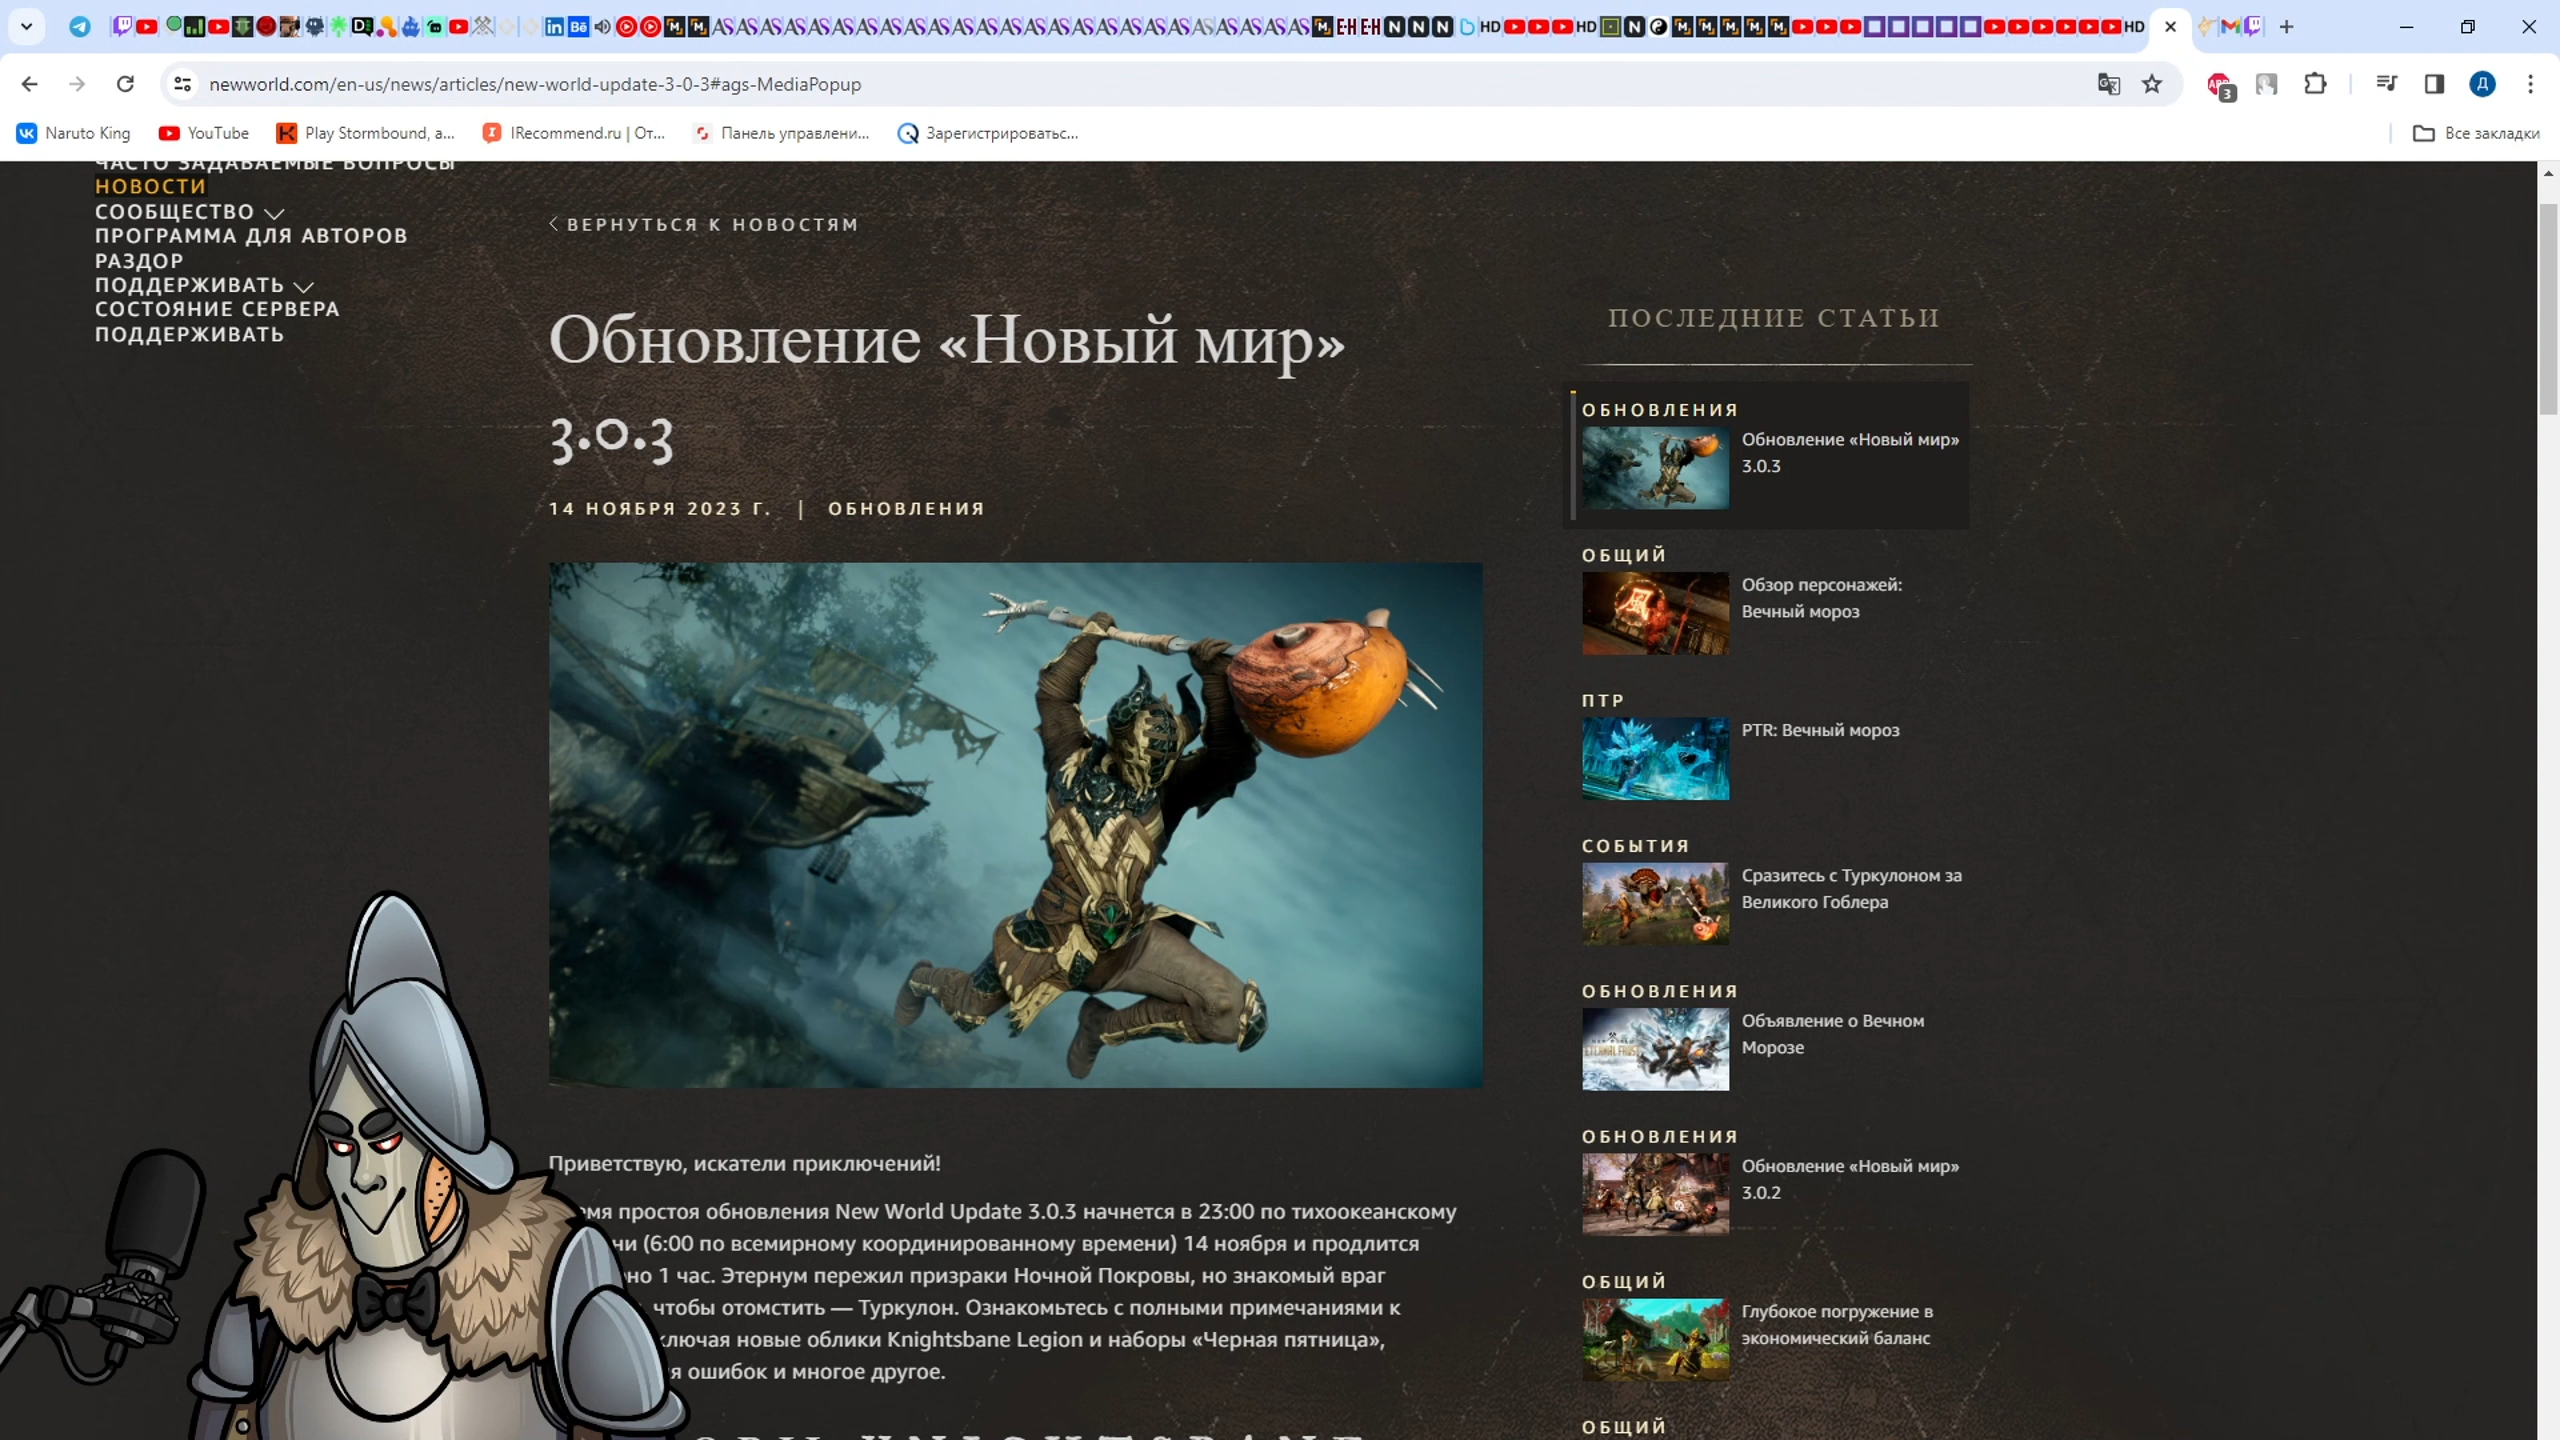 newworld.com/en-us/news/articles/new-world-update-3-0-3#ags-MediaPopup
Naruto King
YouTube
Play Stormbound, a...
IRecommend.ru | От...
Панель управлени...
Зарегистрироватьс...
Все закладки
ЧАСТО ЗАДАВАЕМЫЕ ВОПРОСЫ
НОВОСТИ
СООБЩЕСТВО
ПРОГРАММА ДЛЯ АВТОРОВ
РАЗДОР
ПОДДЕРЖИВАТЬ
СОСТОЯНИЕ СЕРВЕРА
ПОДДЕРЖИВАТЬ
ВЕРНУТЬСЯ К НОВОСТЯМ
Обновление «Новый мир»
3.0.3
14 НОЯБРЯ 2023 Г. | ОБНОВЛЕНИЯ
Приветствую, искатели приключений!
емя простоя обновления New World Update 3.0.3 начнется в 23:00 по тихоокеанскому
ни (6:00 по всемирному координированному времени) 14 ноября и продлится
но 1 час. Этернум пережил призраки Ночной Покровы, но знакомый враг
, чтобы отомстить — Туркулон. Ознакомьтесь с полными примечаниями к
ключая новые облики Knightsbane Legion и наборы «Черная пятница»,
я ошибок и многое другое.
ПОСЛЕДНИЕ СТАТЬИ
ОБНОВЛЕНИЯ
Обновление «Новый мир»
3.0.3
ОБЩИЙ
Обзор персонажей:
Вечный мороз
ПТР
PTR: Вечный мороз
СОБЫТИЯ
Сразитесь с Туркулоном за
Великого Гоблера
ОБНОВЛЕНИЯ
Объявление о Вечном
Морозе
ОБНОВЛЕНИЯ
Обновление «Новый мир»
3.0.2
ОБЩИЙ
Глубокое погружение в
экономический баланс
ОБЩИЙ